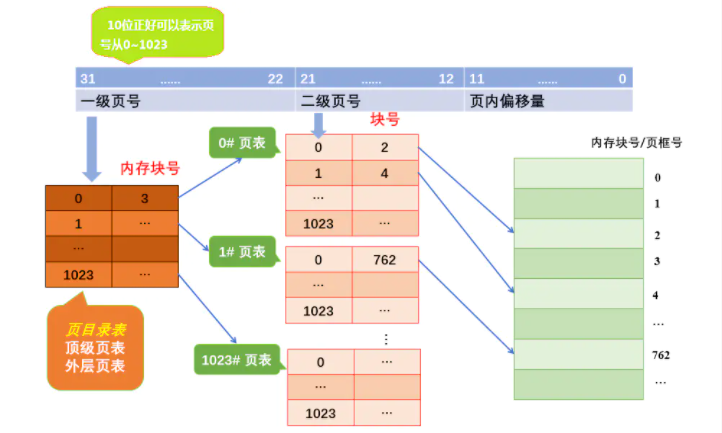 10位正好可以表示页
号从0~1023
31 …… 22 21 …… 12 11 …… 0
一级页号 二级页号 页内偏移量
块号
内存块号/页框号
0# 页表
内存块号
0 3
1 …
…
1023 …
页目录表
顶级页表
外层页表
0 2
1 4
…
1023 …
1# 页表
0 762
…
1023 …
⋮
1023# 页表
0 …
…
1023 …
0
1
2
3
4
…
762
…